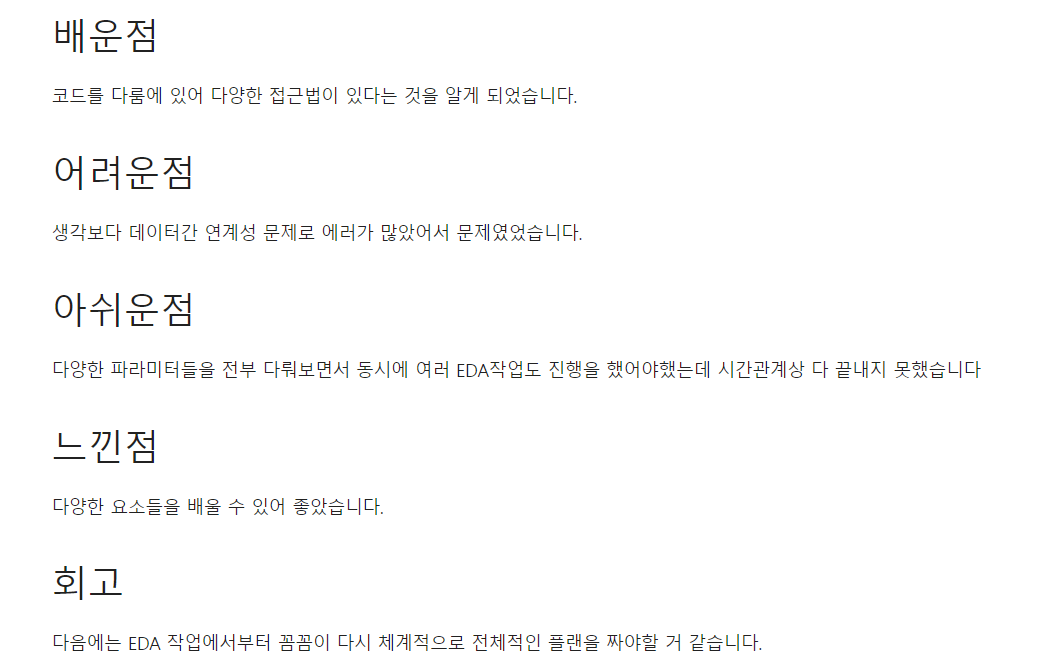 배운점
코드를 다룸에 있어 다양한 접근법이 있다는 것을 알게 되었습니다.
어려운점
생각보다 데이터간 연계성 문제로 에러가 많았어서 문제였었습니다.
아쉬운점
다양한 파라미터들을 전부 다뤄보면서 동시에 여러 EDA작업도 진행을 했어야했는데 시간관계상 다 끝내지 못했습니다
느낀점
다양한 요소들을 배울 수 있어 좋았습니다.
회고
다음에는 EDA 작업에서부터 꼼꼼이 다시 체계적으로 전체적인 플랜을 짜야할 거 같습니다.